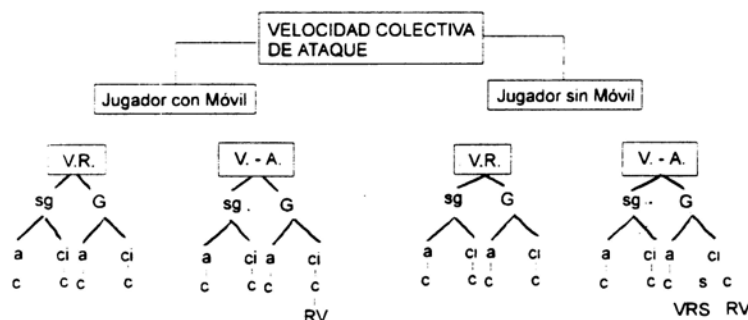 VELOCIDAD COLECTIVA
DE ATAQUE
Jugador con Móvil
Jugador sin Móvil
V.R. V. - A. V.R. V. - A.
sg G sg . G sg G sg .. G
a ci a ci a ci a ci a ci a ci a ci a ci
c c c c c c c c c c c c c c s c
RV VRS RV